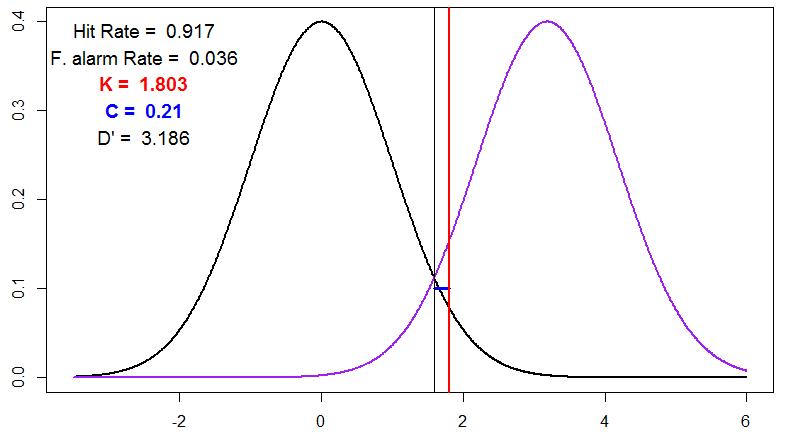 Hit Rate = 0.917
F. alarm Rate = 0.036
K = 1.803
C = 0.21
D' = 3.186
0.4
0.3
0.2
0.1
0.0
-2 0 2 4 6